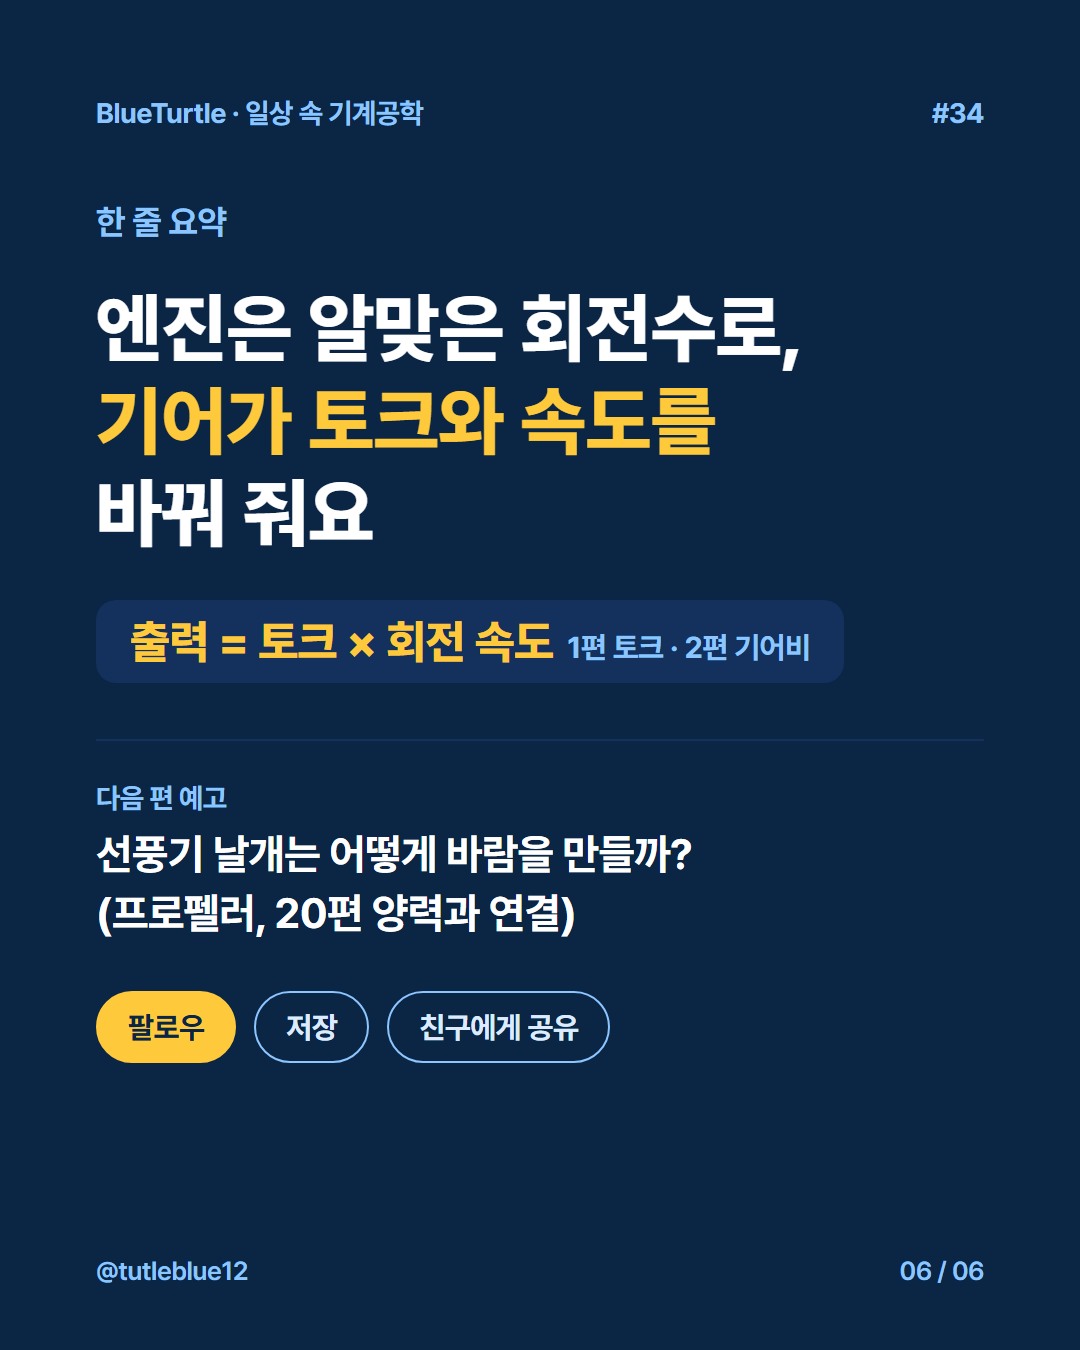 BlueTurtle · 일상 속 기계공학
#34
한 줄 요약
엔진은 알맞은 회전수로,
기어가 토크와 속도를
바꿔 줘요
출력 = 토크 × 회전 속도 1편 토크 · 2편 기어비
다음 편 예고
선풍기 날개는 어떻게 바람을 만들까?
(프로펠러, 20편 양력과 연결)
팔로우
저장
친구에게 공유
@tutleblue12
06 / 06